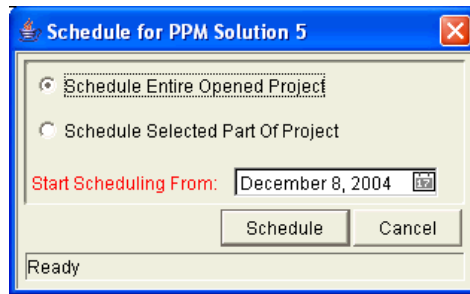 Schedule for PPM Solution 5
Schedule Entire Opened Project
Schedule Selected Part Of Project
Start Scheduling From: December 8, 2004 17
Schedule Cancel
Ready